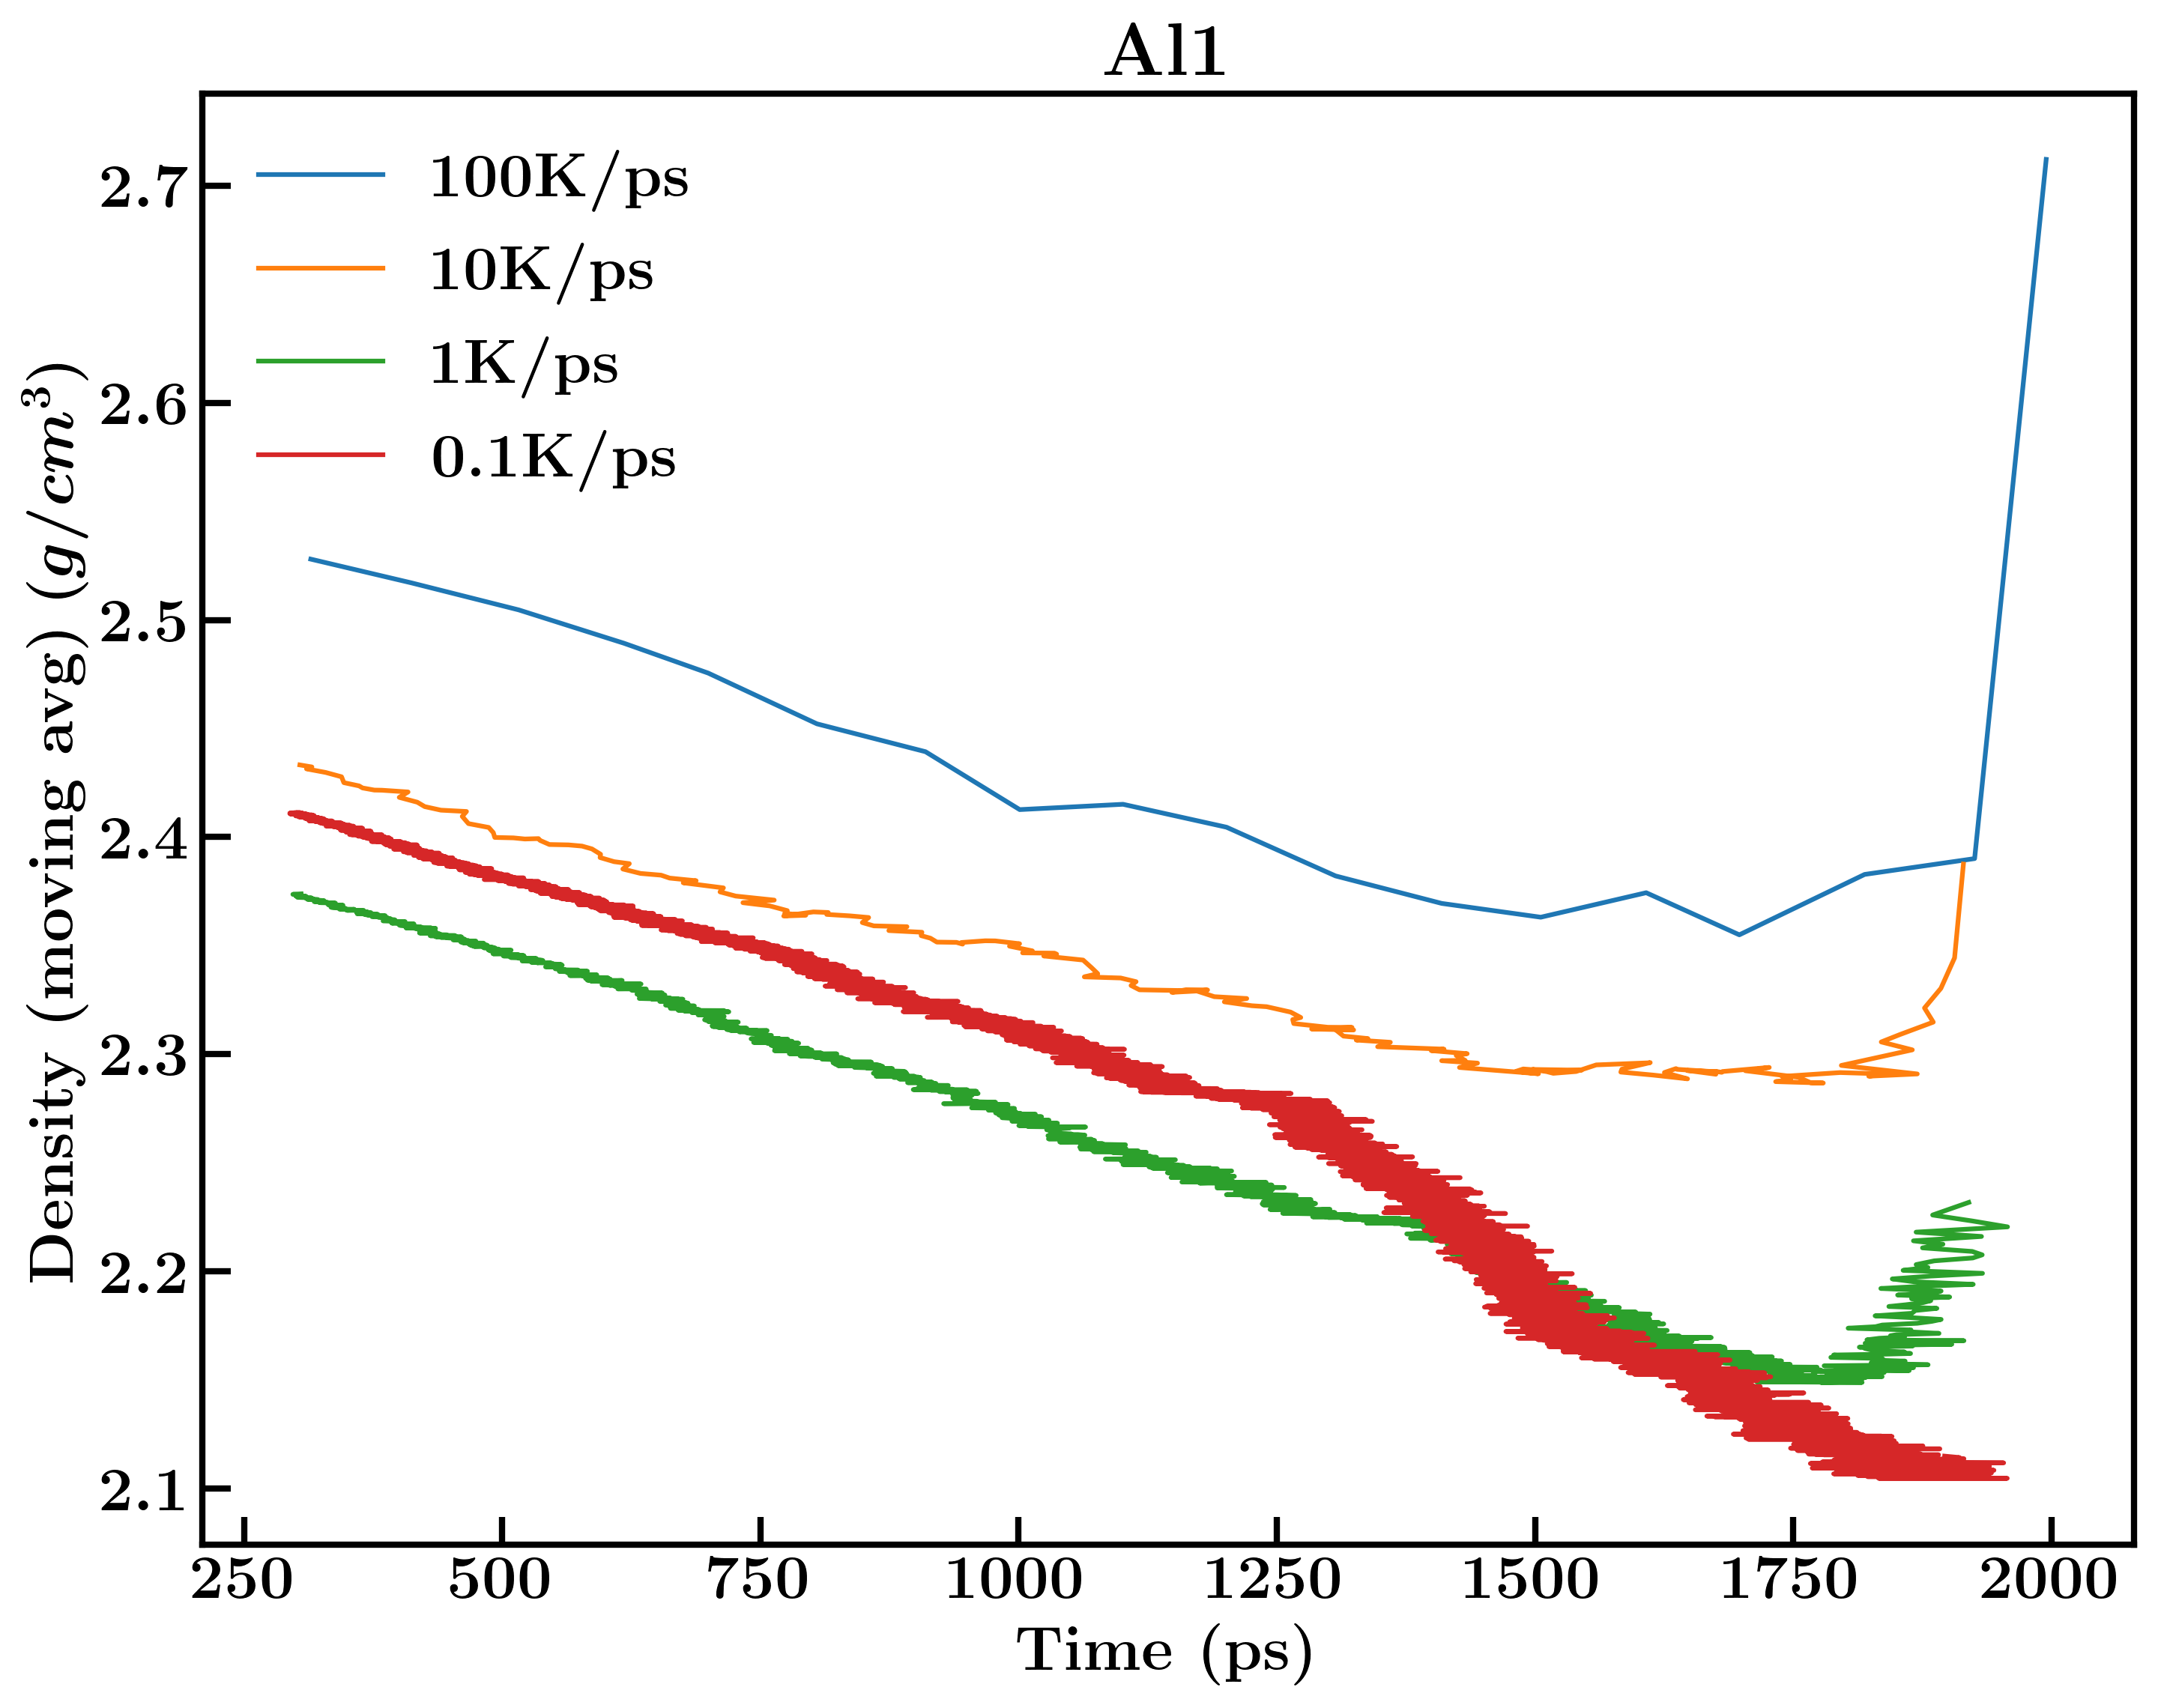 Al1
100K/ps
10K/ps
1K/ps
0.1K/ps
Density (moving avg) (g/cm³)
2.7
2.6
2.5
2.4
2.3
2.2
2.1
250 500 750 1000 1250 1500 1750 2000
Time (ps)